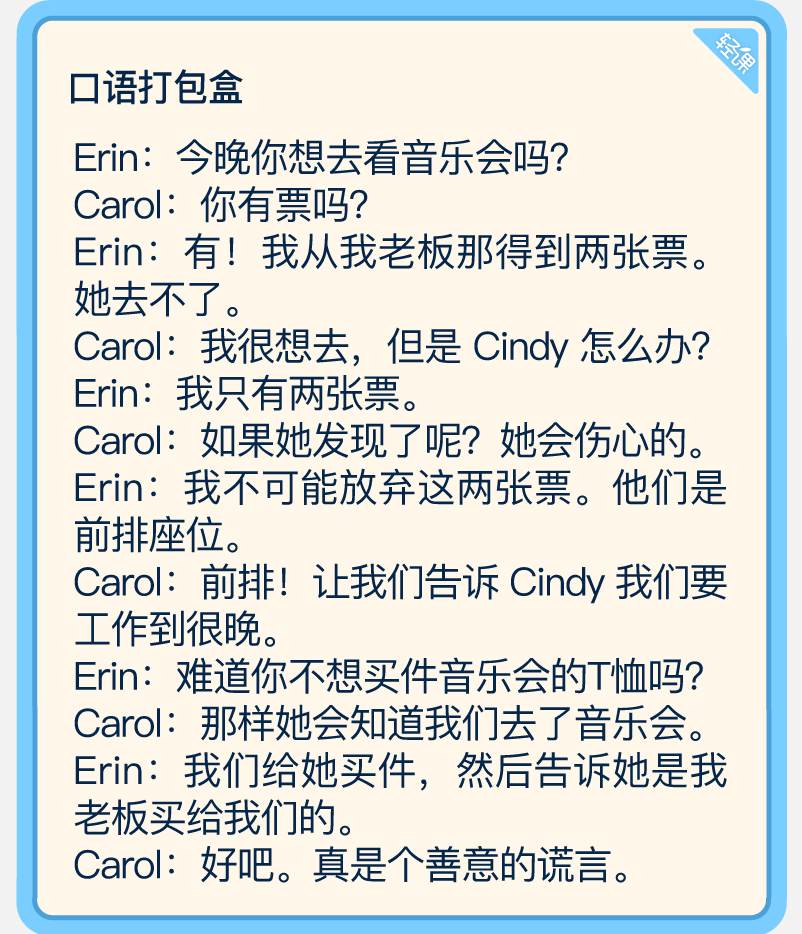 轻课
口语打包盒
Erin：今晚你想去看音乐会吗？
Carol：你有票吗？
Erin：有！我从我老板那得到两张票。
她去不了。
Carol：我很想去，但是 Cindy 怎么办？
Erin：我只有两张票。
Carol：如果她发现了呢？她会伤心的。
Erin：我不可能放弃这两张票。他们是
前排座位。
Carol：前排！让我们告诉 Cindy 我们要
工作到很晚。
Erin：难道你不想买件音乐会的T恤吗？
Carol：那样她会知道我们去了音乐会。
Erin：我们给她买件，然后告诉她是我
老板买给我们的。
Carol：好吧。真是个善意的谎言。